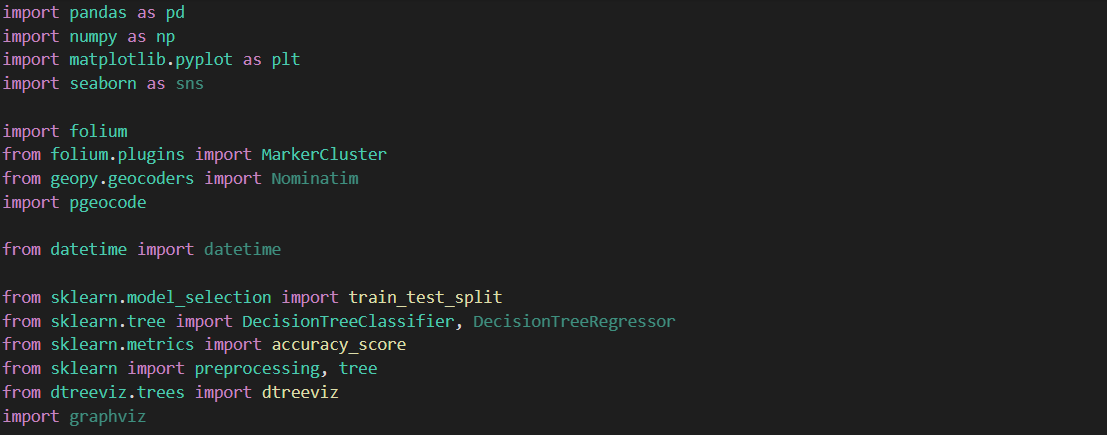 import pandas as pd
import numpy as np
import matplotlib.pyplot as plt
import seaborn as sns
import folium
from folium.plugins import MarkerCluster
from geopy.geocoders import Nominatim
import pgeocode
from datetime import datetime
from sklearn.model_selection import train_test_split
from sklearn.tree import DecisionTreeClassifier, DecisionTreeRegressor
from sklearn.metrics import accuracy_score
from sklearn import preprocessing, tree
from dtreeviz.trees import dtreeviz
import graphviz